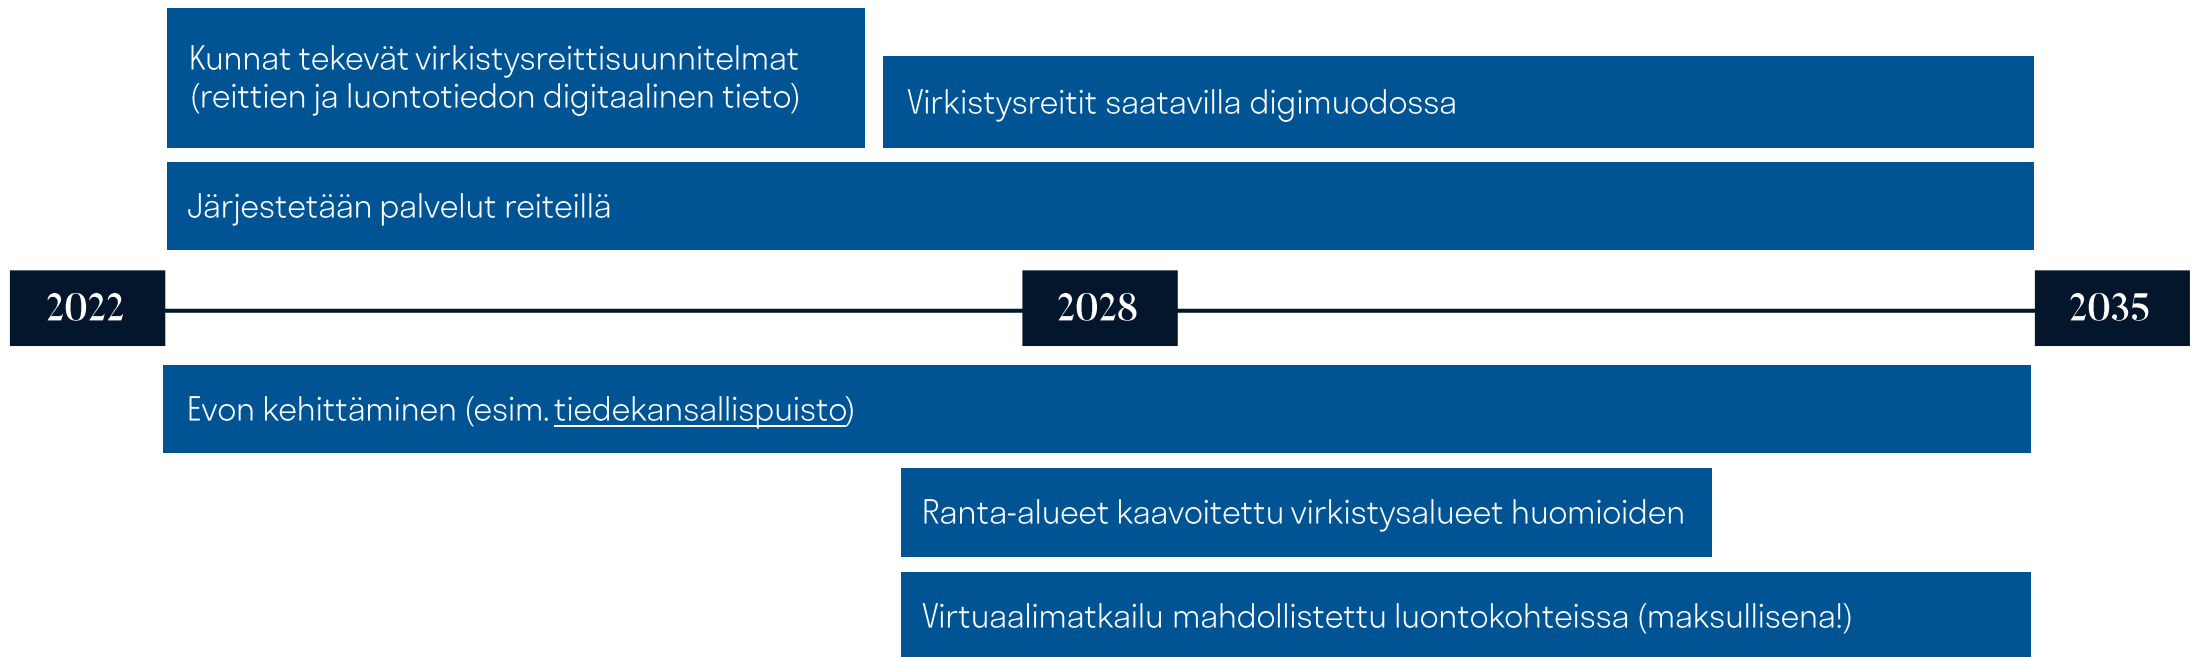 Kunnat tekevät virkistysreittisuunnitelmat
(reittien ja luontotiedon digitaalinen tieto)
Virkistysreitit saatavilla digimuodossa
Järjestetään palvelut reiteillä
2022
2028
2035
Evon kehittäminen (esim. tiedekansallispuisto)
Ranta-alueet kaavoitettu virkistysalueet huomioiden
Virtuaalimatkailu mahdollistettu luontokohteissa (maksullisena!)